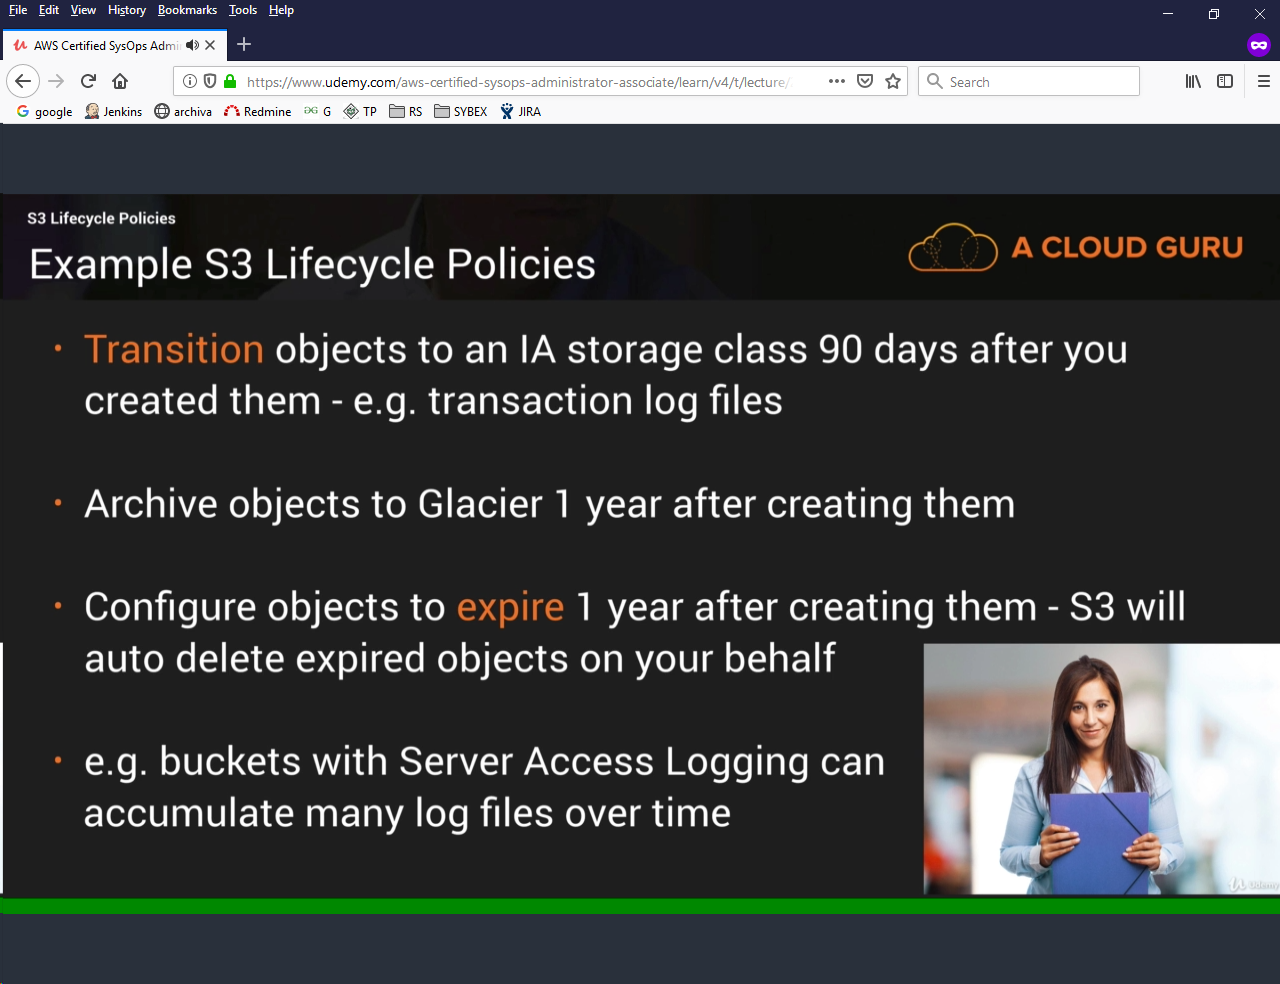 File Edit View History Bookmarks Tools Help
AWS Certified SysOps Admi
https://www.udemy.com/aws-certified-sysops-administrator-associate/learn/v4/t/lecture/
Search
google Jenkins archiva Redmine G TP RS SYBEX JIRA
S3 Lifecycle Policies
Example S3 Lifecycle Policies
A CLOUD GURU
• Transition objects to an IA storage class 90 days after you
created them - e.g. transaction log files
• Archive objects to Glacier 1 year after creating them
• Configure objects to expire 1 year after creating them - S3 will
auto delete expired objects on your behalf
• e.g. buckets with Server Access Logging can
accumulate many log files over time
Udemy